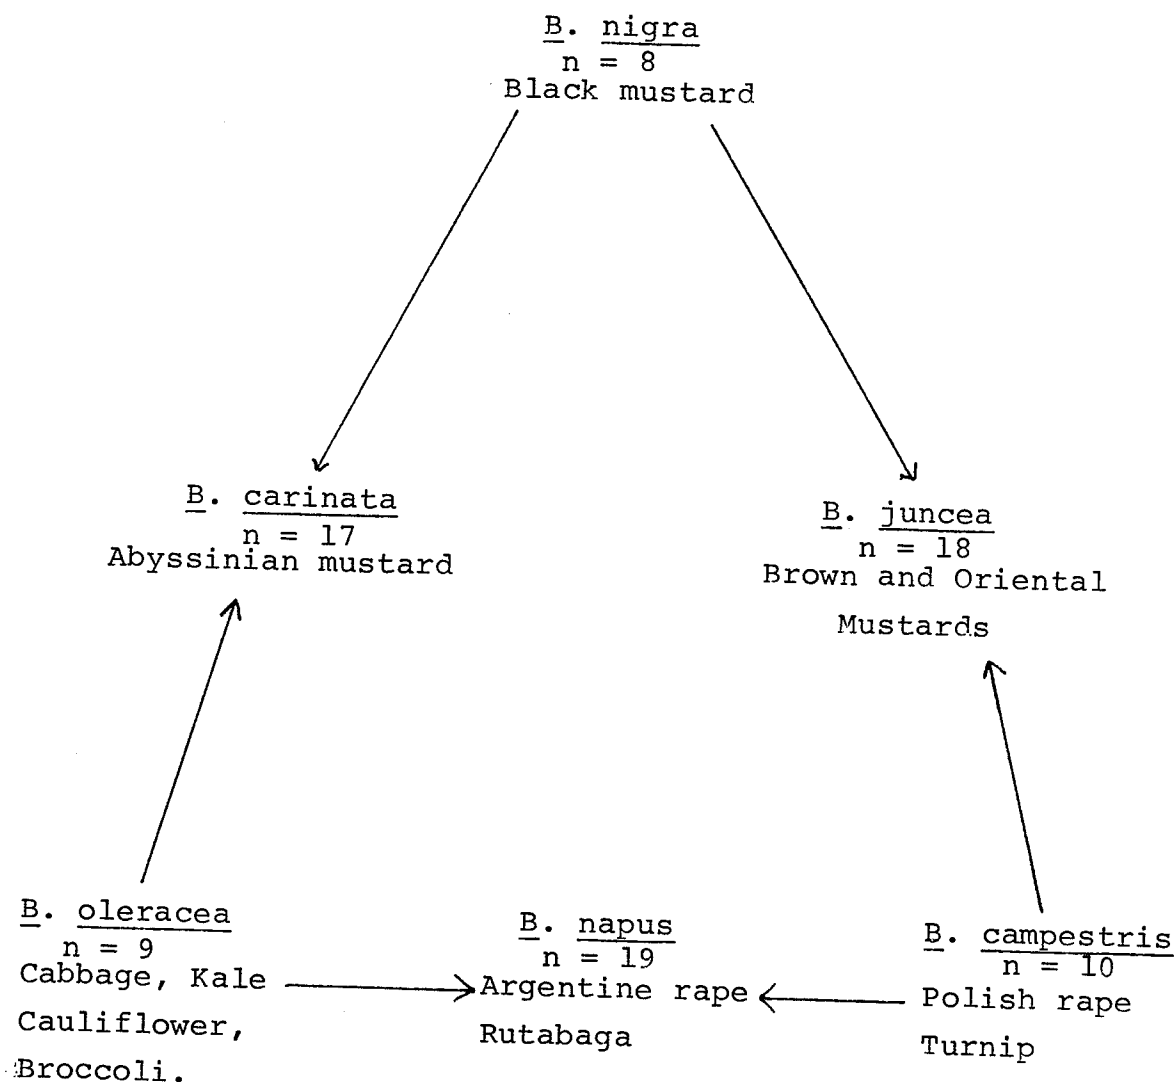 B. nigra
n = 8
Black mustard
B. carinata
n = 17
Abyssinian mustard
B. juncea
n = 18
Brown and Oriental
Mustards
B. oleracea
n = 9
Cabbage, Kale
Cauliflower,
Broccoli.
B. napus
n = 19
Argentine rape
Rutabaga
B. campestris
n = 10
Polish rape
Turnip